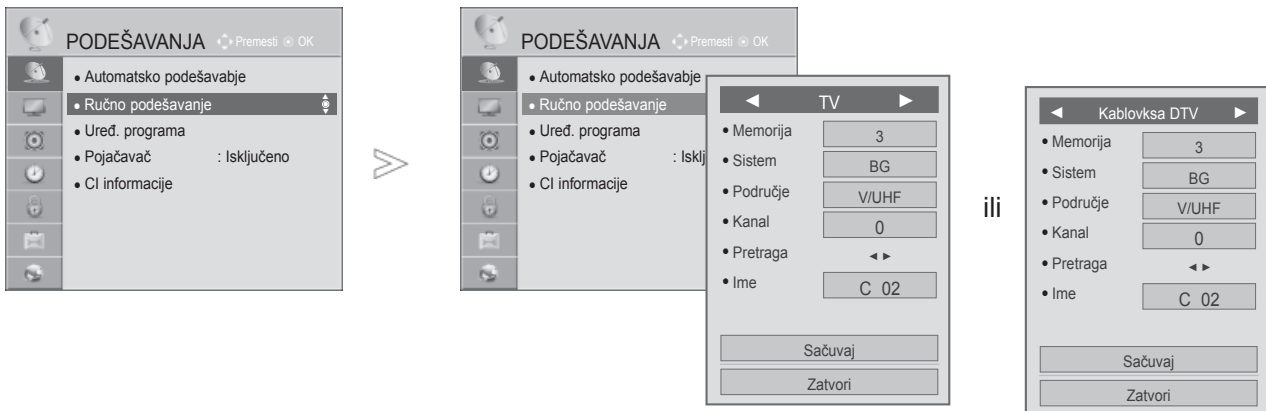 PODEŠAVANJA Premesti OK
• Automatsko podešavabje
• Ručno podešavanje
• Uređ. programa
• Pojačavač : Isključeno
• CI informacije
PODEŠAVANJA Premesti OK
• Automatsko podešavabje
• Ručno podešavanje
• Uređ. programa
• Pojačavač : Isklj
• CI informacije
◄ TV ►
• Memorija 3
• Sistem BG
• Područje V/UHF
• Kanal 0
• Pretraga ◄ ►
• Ime C 02
Sačuvaj
Zatvori
ili
◄ Kablovksa DTV ►
• Memorija 3
• Sistem BG
• Područje V/UHF
• Kanal 0
• Pretraga ◄ ►
• Ime C 02
Sačuvaj
Zatvori